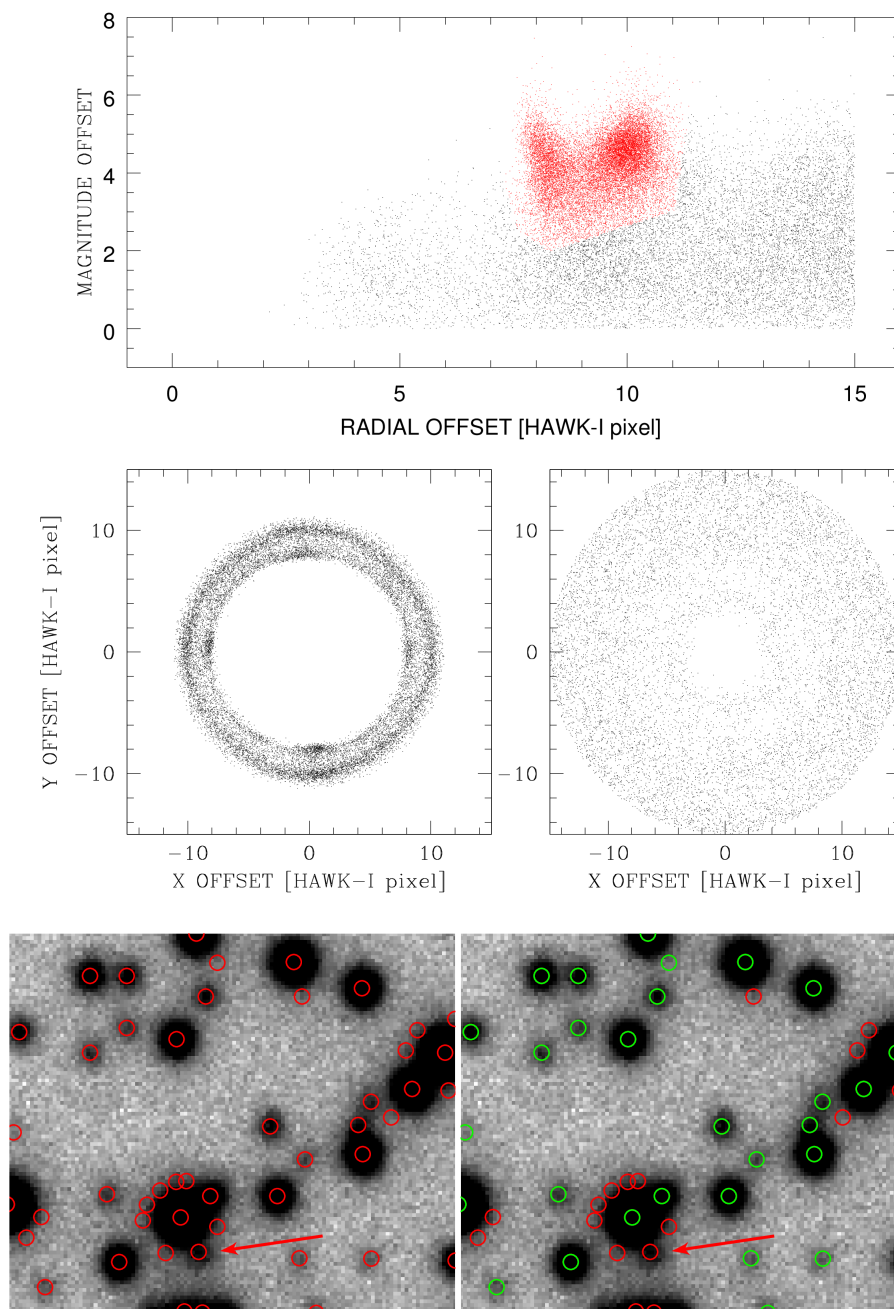 8
6
4
2
0
MAGNITUDE OFFSET
0 5 10 15
RADIAL OFFSET [HAWK-I pixel]
10
0
−10
Y OFFSET [HAWK−I pixel]
−10 0 10
X OFFSET [HAWK−I pixel]
10
0
−10
−10 0 10
X OFFSET [HAWK−I pixel]